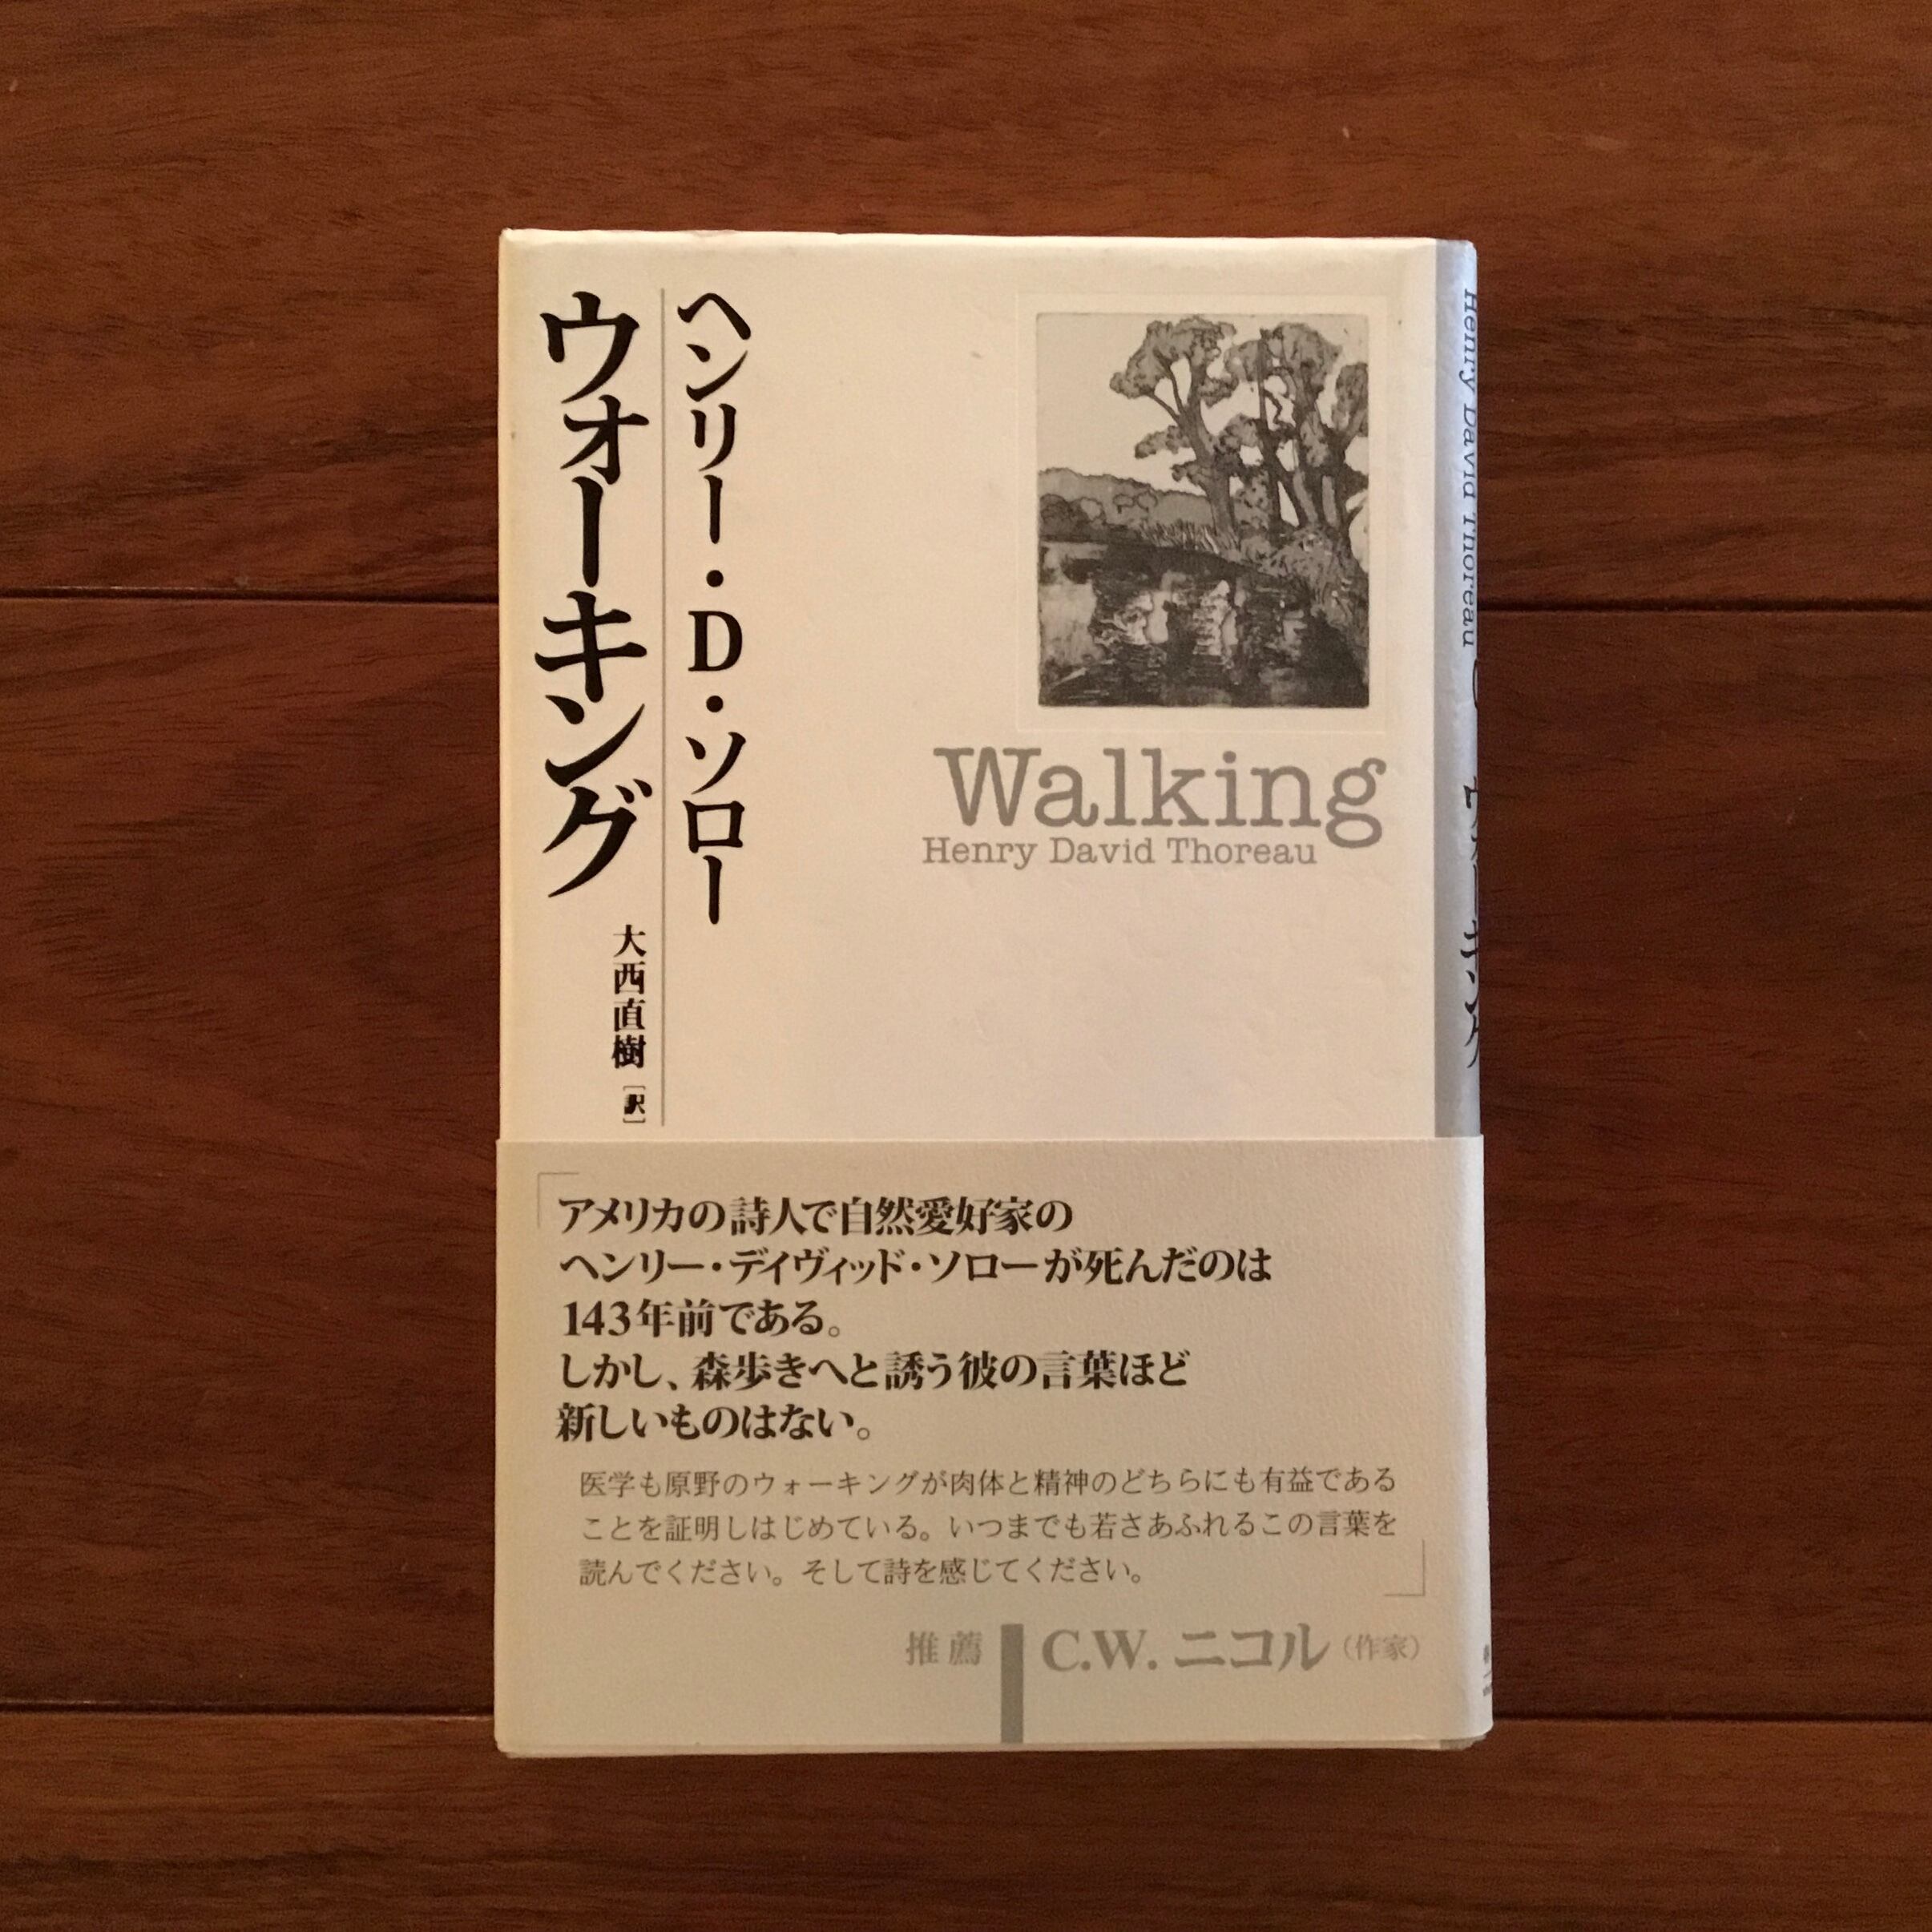 ヘンリー・D・ソロー
ウォーキング
大西直樹［訳］
Walking
Henry David Thoreau
Henry David Thoreau
ウォーキング
「アメリカの詩人で自然愛好家の
ヘンリー・デイヴィッド・ソローが死んだのは
143年前である。
しかし、森歩きへと誘う彼の言葉ほど
新しいものはない。
医学も原野のウォーキングが肉体と精神のどちらにも有益である
ことを証明しはじめている。いつまでも若さあふれるこの言葉を
読んでください。そして詩を感じてください。」
推薦 C.W. ニコル（作家）